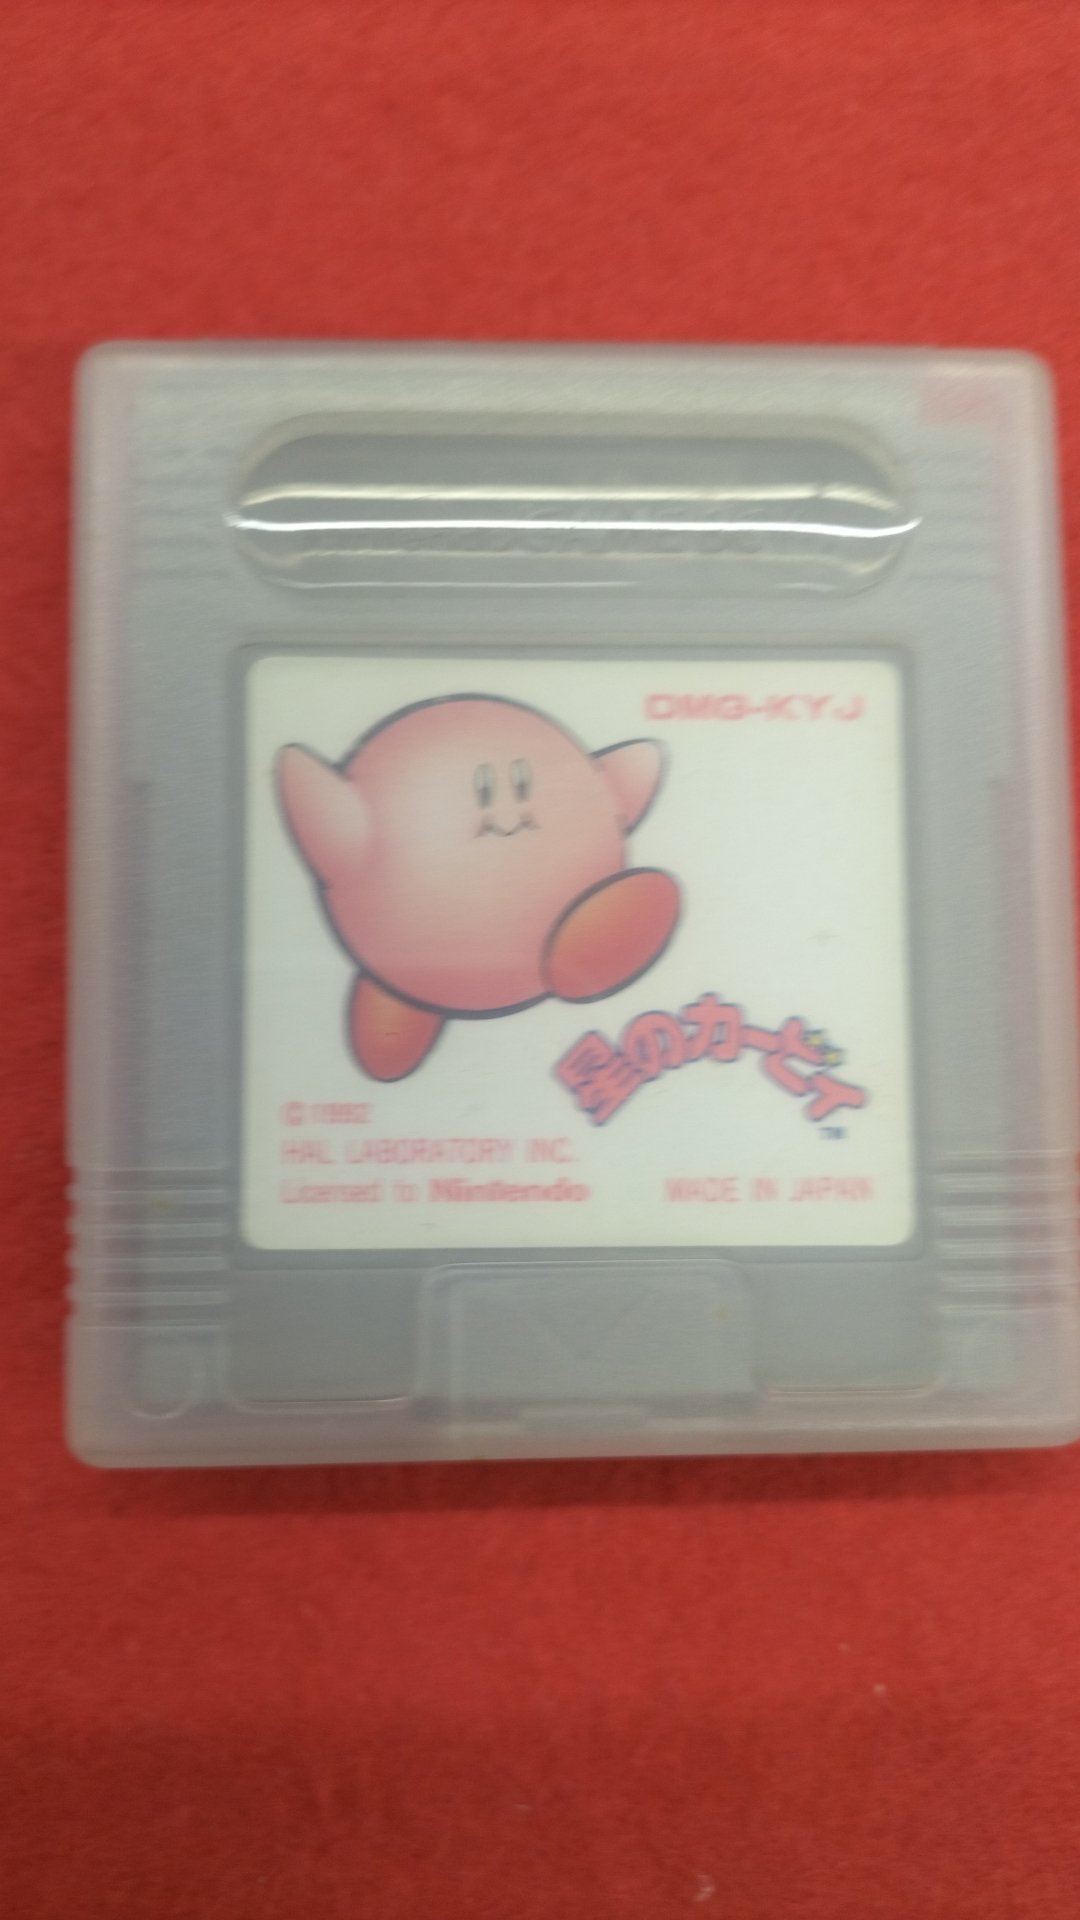 DMG-KYJ
星のカービィ
TM
© 1992
HAL LABORATORY INC.
Licensed to Nintendo
MADE IN JAPAN